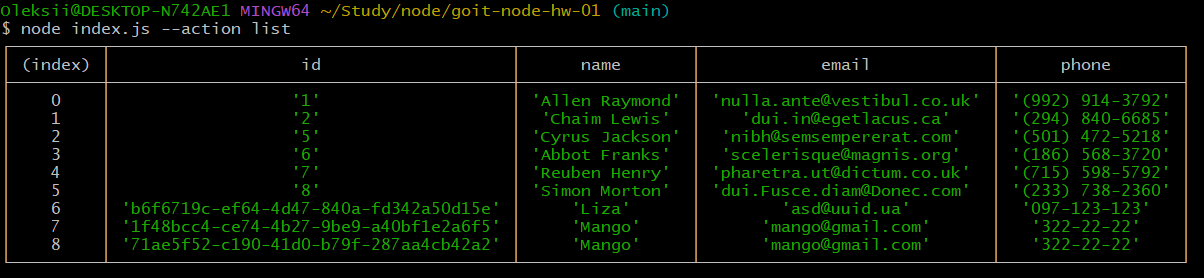 Oleksii@DESKTOP-N742AE1 MINGW64 ~/Study/node/goit-node-hw-01 (main)
$ node index.js --action list
(index) id name email phone
0 '1' 'Allen Raymond' 'nulla.ante@vestibul.co.uk' '(992) 914-3792'
1 '2' 'Chaim Lewis' 'dui.in@egetlacus.ca' '(294) 840-6685'
2 '5' 'Cyrus Jackson' 'nibh@semsempererat.com' '(501) 472-5218'
3 '6' 'Abbot Franks' 'scelerisque@magnis.org' '(186) 568-3720'
4 '7' 'Reuben Henry' 'pharetra.ut@dictum.co.uk' '(715) 598-5792'
5 '8' 'Simon Morton' 'dui.Fusce.diam@Donec.com' '(233) 738-2360'
6 'b6f6719c-ef64-4d47-840a-fd342a50d15e' 'Liza' 'asd@uuid.ua' '097-123-123'
7 '1f48bcc4-ce74-4b27-9be9-a40bf1e2a6f5' 'Mango' 'mango@gmail.com' '322-22-22'
8 '71ae5f52-c190-41d0-b79f-287aa4cb42a2' 'Mango' 'mango@gmail.com' '322-22-22'